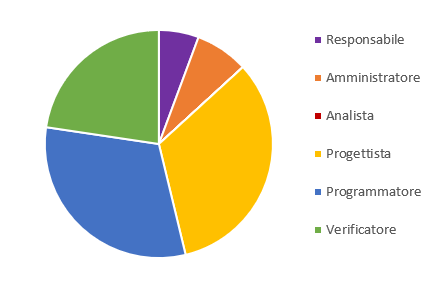 Responsabile
Amministratore
Analista
Progettista
Programmatore
Verificatore